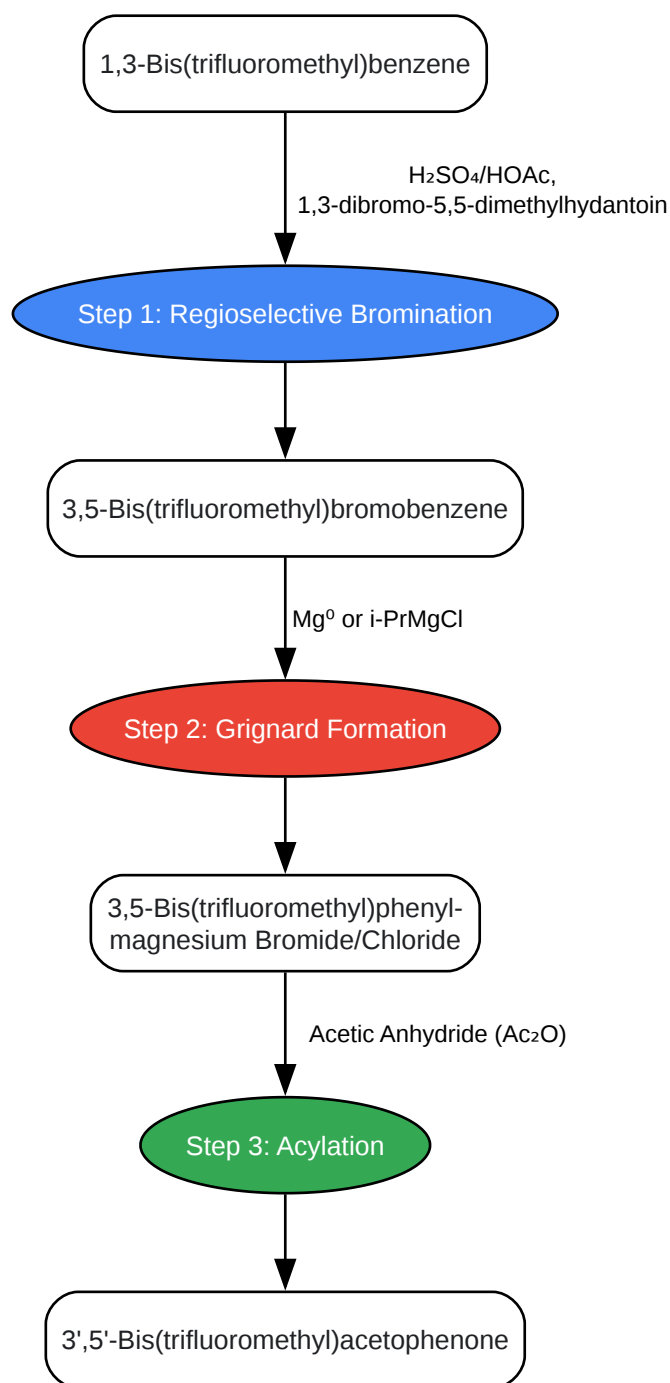 1,3-Bis(trifluoromethyl)benzene
H₂SO₄/HOAc,
1,3-dibromo-5,5-dimethylhydantoin
Step 1: Regioselective Bromination
3,5-Bis(trifluoromethyl)bromobenzene
Mg⁰ or i-PrMgCl
Step 2: Grignard Formation
3,5-Bis(trifluoromethyl)phenyl-
magnesium Bromide/Chloride
Acetic Anhydride (Ac₂O)
Step 3: Acylation
3',5'-Bis(trifluoromethyl)acetophenone